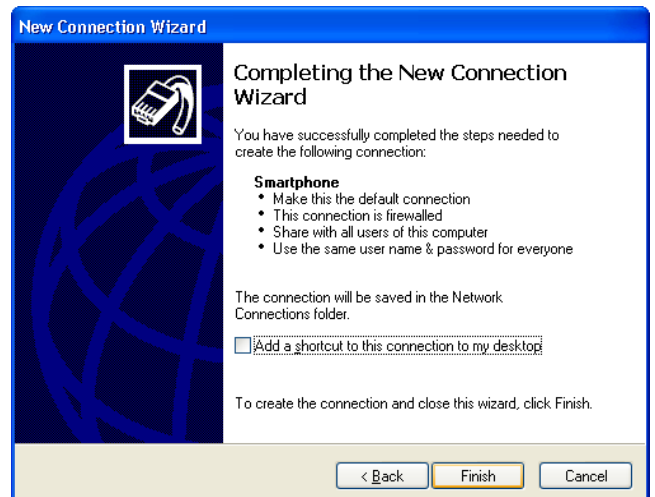 New Connection Wizard
Completing the New Connection
Wizard
You have successfully completed the steps needed to
create the following connection:
Smartphone
• Make this the default connection
• This connection is firewalled
• Share with all users of this computer
• Use the same user name & password for everyone
The connection will be saved in the Network
Connections folder.
Add a shortcut to this connection to my desktop
To create the connection and close this wizard, click Finish.
< Back
Finish
Cancel